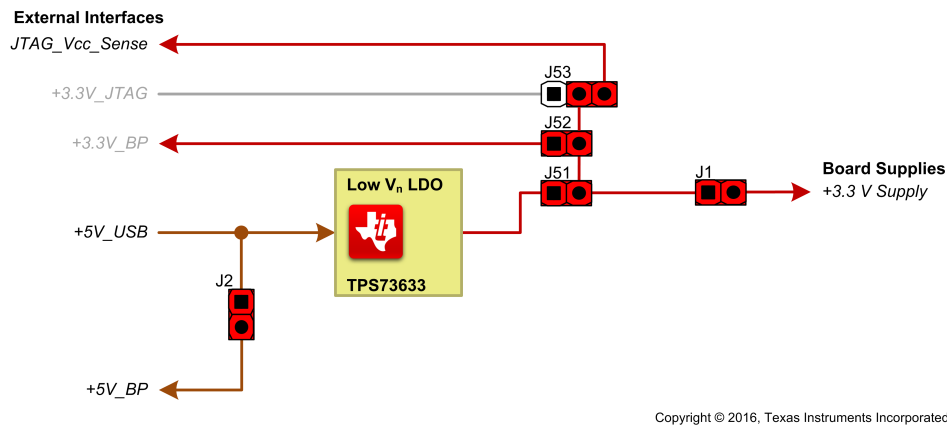 External Interfaces
JTAG_Vcc_Sense
J53
+3.3V_JTAG
J52
+3.3V_BP
Low Vn LDO
J51
J1
Board Supplies
+3.3 V Supply
+5V_USB
J2
TPS73633
+5V_BP
Copyright © 2016, Texas Instruments Incorporated